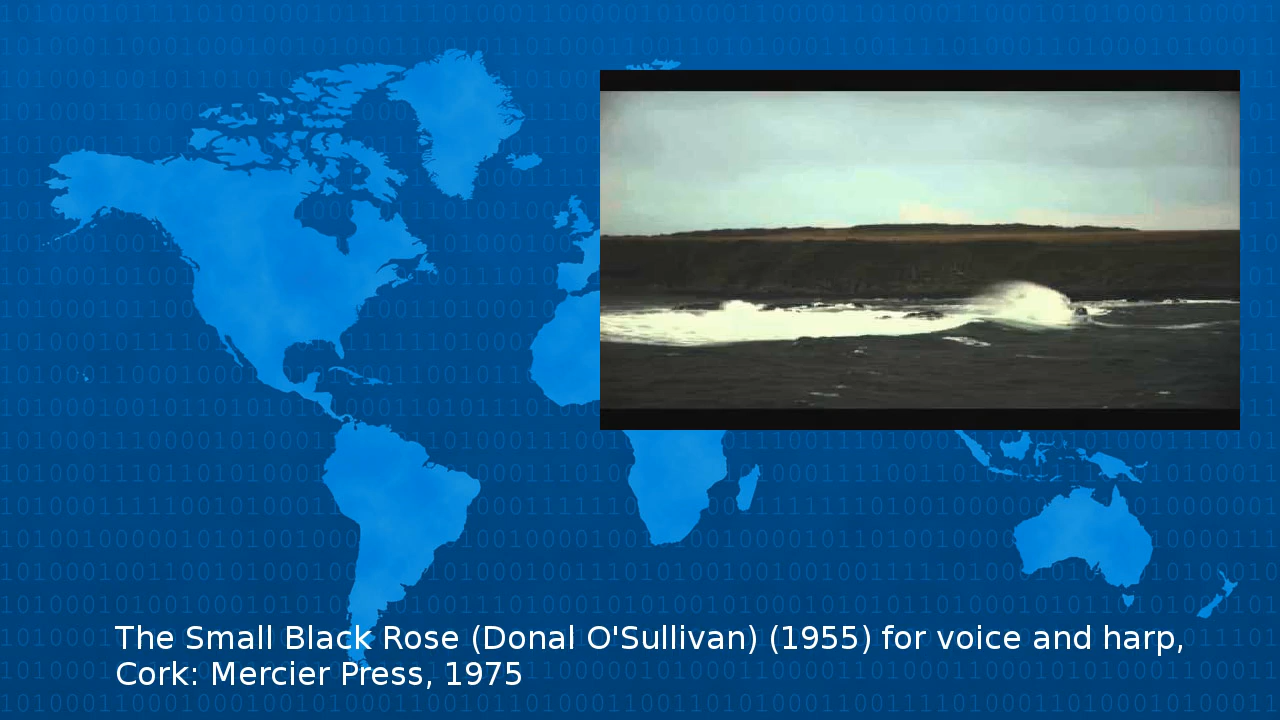 The Small Black Rose (Donal O'Sullivan) (1955) for voice and harp,
Cork: Mercier Press, 1975